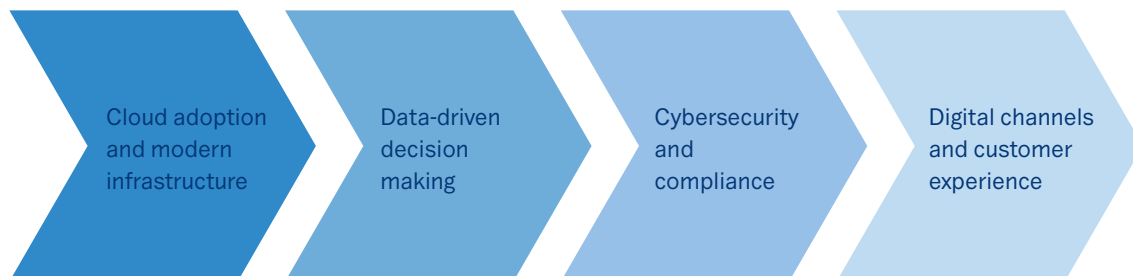 Cloud adoption
and modern
infrastructure
Data-driven
decision
making
Cybersecurity
and
compliance
Digital channels
and customer
experience